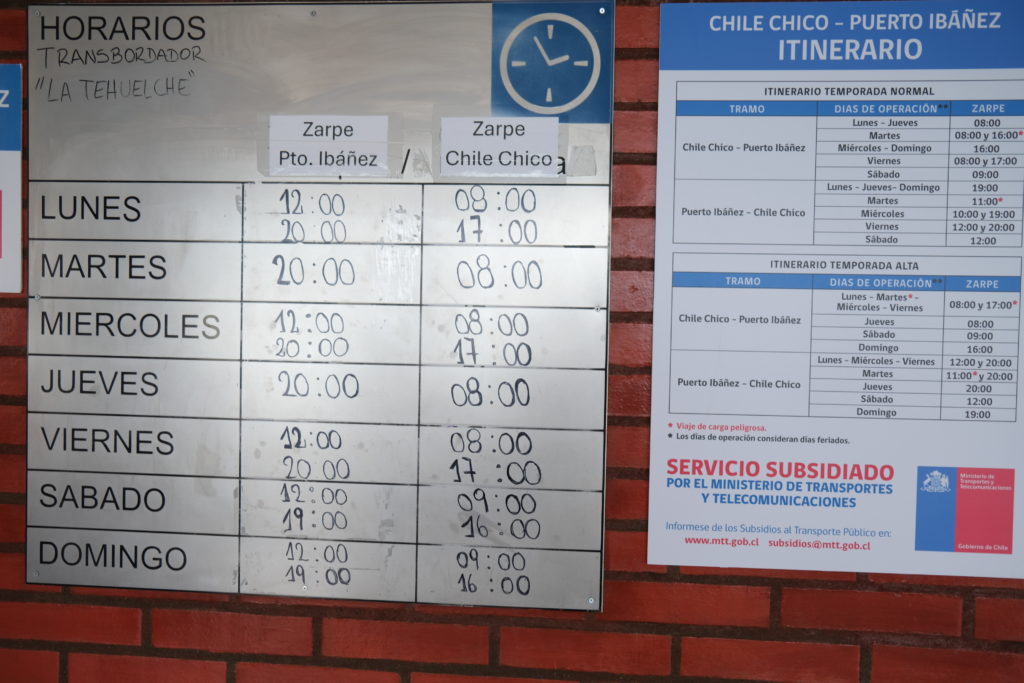 HORARIOS
TRANSBORDADOR
"LA TEHUELCHE"
Zarpe Pto. Ibáñez / Zarpe Chile Chico a
LUNES 12:00 08:00
20:00 17:00
MARTES 20:00 08:00
MIERCOLES 12:00 08:00
20:00 17:00
JUEVES 20:00 08:00
VIERNES 12:00 08:00
20 00 17:00
SABADO 12:00 09:00
19:00 16:00
DOMINGO 12:00 09:00
19:00 16:00
Z
CHILE CHICO – PUERTO IBÁÑEZ
ITINERARIO
ITINERARIO TEMPORADA NORMAL
TRAMO DIAS DE OPERACIÓN** ZARPE
Chile Chico - Puerto Ibáñez
Lunes - Jueves 08:00
Martes 08:00 y 16:00*
Miércoles - Domingo 16:00
Viernes 08:00 y 17:00
Sábado 09:00
Puerto Ibáñez - Chile Chico
Lunes - Jueves- Domingo 19:00
Martes 11:00*
Miércoles 10:00 y 19:00
Viernes 12:00 y 20:00
Sábado 12:00
ITINERARIO TEMPORADA ALTA
TRAMO DIAS DE OPERACIÓN** ZARPE
Chile Chico - Puerto Ibáñez
Lunes - Martes* -
Miércoles - Viernes 08:00 y 17:00*
Jueves 08:00
Sábado 09:00
Domingo 16:00
Puerto Ibáñez - Chile Chico
Lunes - Miércoles - Viernes 12:00 y 20:00
Martes 11:00* y 20:00
Jueves 20:00
Sábado 12:00
Domingo 19:00
* Viaje de carga peligrosa.
* Los días de operación consideran días feriados.
SERVICIO SUBSIDIADO
POR EL MINISTERIO DE TRANSPORTES
Y TELECOMUNICACIONES
Informese de los Subsidios al Transporte Público en:
www.mtt.gob.cl subsidios@mtt.gob.cl
Ministerio de
Transportes y
Telecomunicaciones
Gobierno de Chile